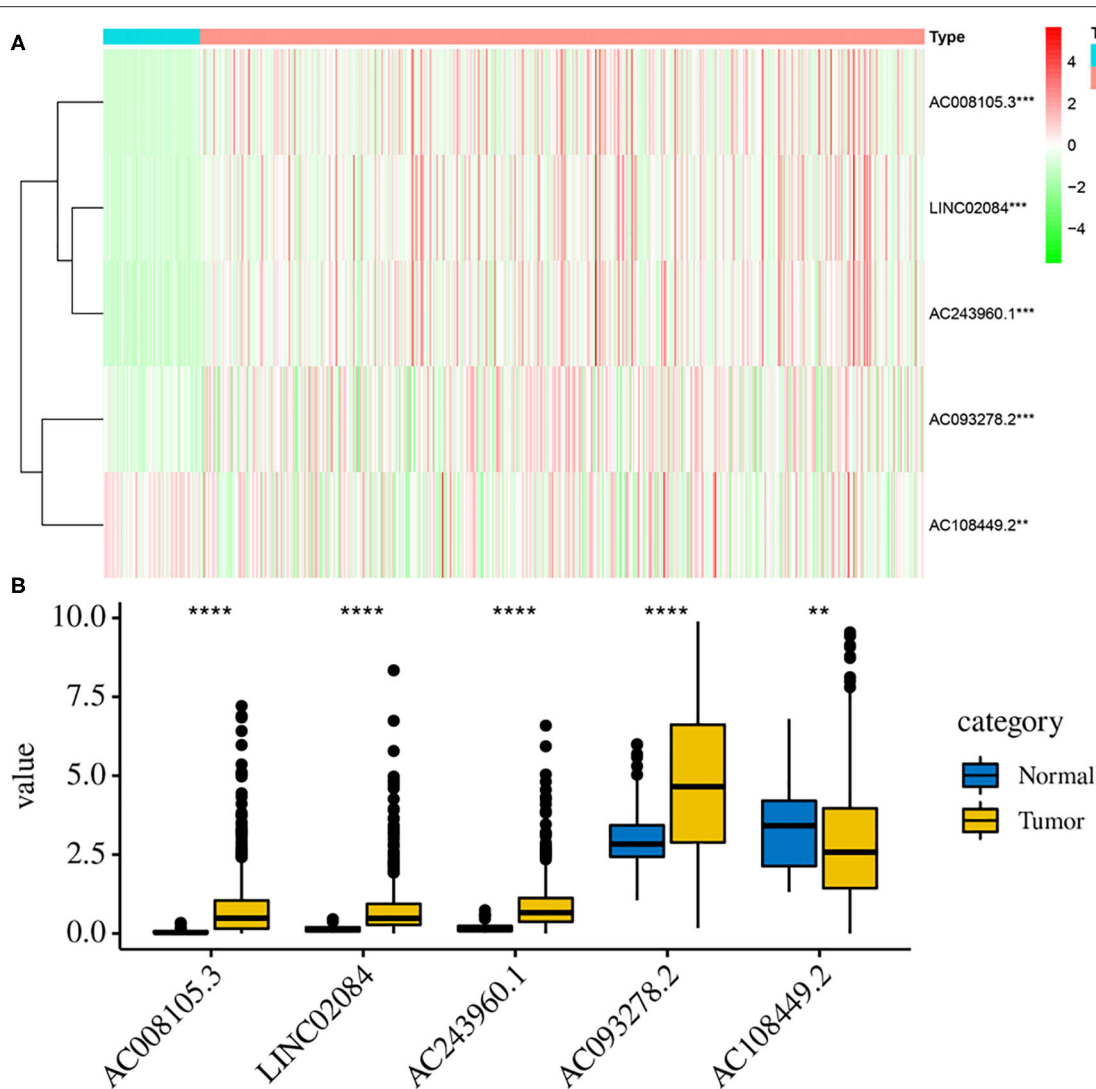 A
Type
T
AC008105.3***
LINC02084***
AC243960.1***
AC093278.2***
AC108449.2**
4
2
0
−2
−4
B
**** **** **** **** **
10.0
7.5
5.0
2.5
0.0
value
AC008105.3
LINC02084
AC243960.1
AC093278.2
AC108449.2
category
Normal
Tumor